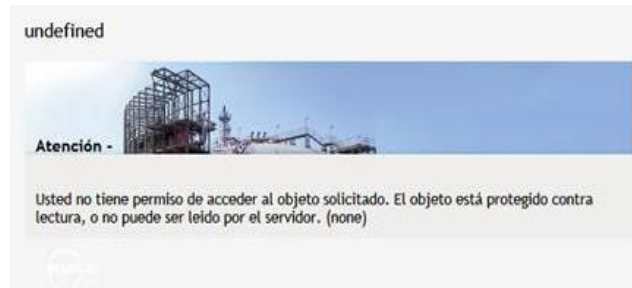 undefined
Atención -
Usted no tiene permiso de acceder al objeto solicitado. El objeto está protegido contra
lectura, o no puede ser leido por el servidor. (none)